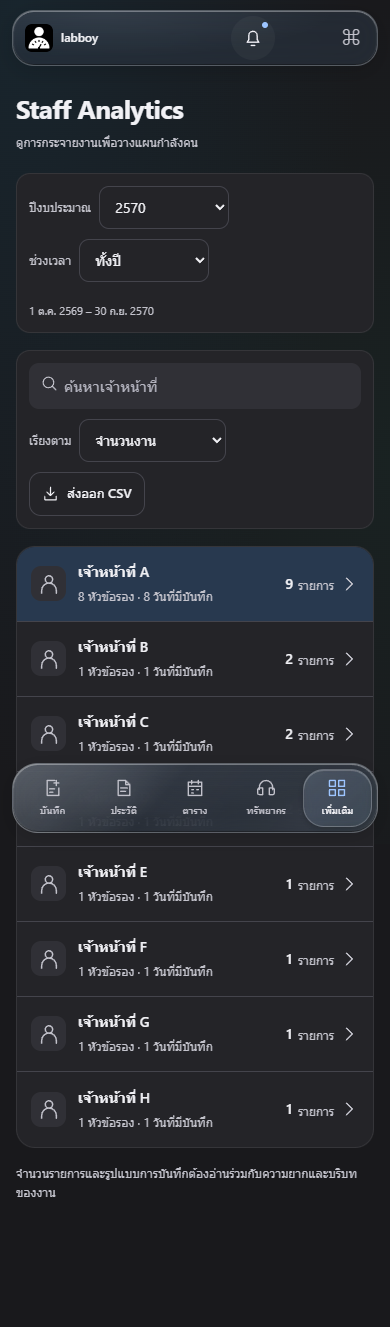 labboy
Staff Analytics
ดูการกระจายงานเพื่อวางแผนกำลังคน
ปีงบประมาณ 2570
ช่วงเวลา ทั้งปี
1 ต.ค. 2569 – 30 ก.ย. 2570
ค้นหาเจ้าหน้าที่
เรียงตาม จำนวนงาน
ส่งออก CSV
เจ้าหน้าที่ A
8 หัวข้อรอง · 8 วันที่มีบันทึก
9 รายการ
เจ้าหน้าที่ B
1 หัวข้อรอง · 1 วันที่มีบันทึก
2 รายการ
เจ้าหน้าที่ C
1 หัวข้อรอง · 1 วันที่มีบันทึก
2 รายการ
บันทึก ประวัติ ตาราง ทรัพยากร เพิ่มเติม
เจ้าหน้าที่ E
1 หัวข้อรอง · 1 วันที่มีบันทึก
1 รายการ
เจ้าหน้าที่ F
1 หัวข้อรอง · 1 วันที่มีบันทึก
1 รายการ
เจ้าหน้าที่ G
1 หัวข้อรอง · 1 วันที่มีบันทึก
1 รายการ
เจ้าหน้าที่ H
1 หัวข้อรอง · 1 วันที่มีบันทึก
1 รายการ
จำนวนรายการและรูปแบบการบันทึกต้องอ่านร่วมกับความยากและบริบท
ของงาน